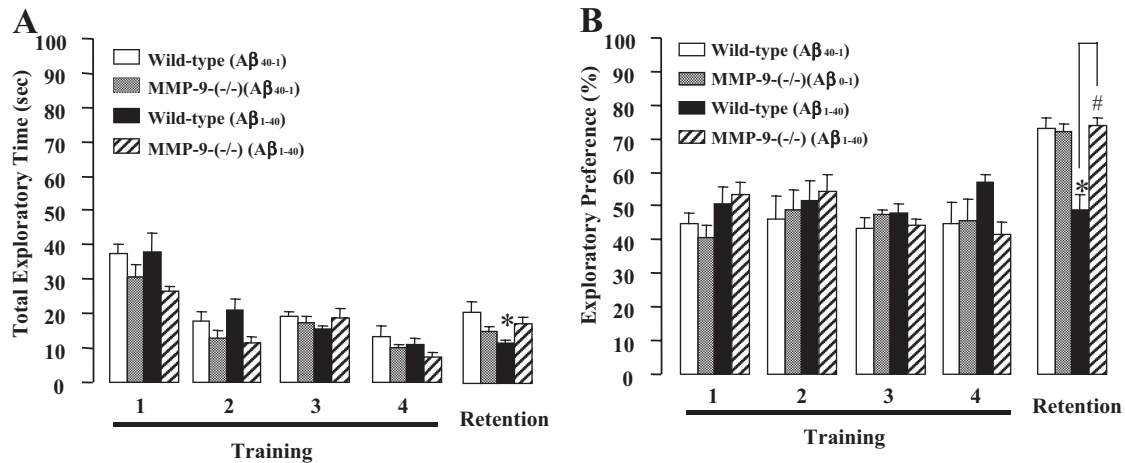 A
Total Exploratory Time (sec)
100
90
80
70
60
50
40
30
20
10
0
Wild-type (Aβ40-1)
MMP-9-(-/-)(Aβ40-1)
Wild-type (Aβ1-40)
MMP-9-(-/-) (Aβ1-40)
*
1 2 3 4 Retention
Training
B
Exploratory Preference (%)
100
90
80
70
60
50
40
30
20
10
0
Wild-type (Aβ40-1)
MMP-9-(-/-)(Aβ0-1)
Wild-type (Aβ1-40)
MMP-9-(-/-) (Aβ1-40)
#
*
1 2 3 4 Retention
Training